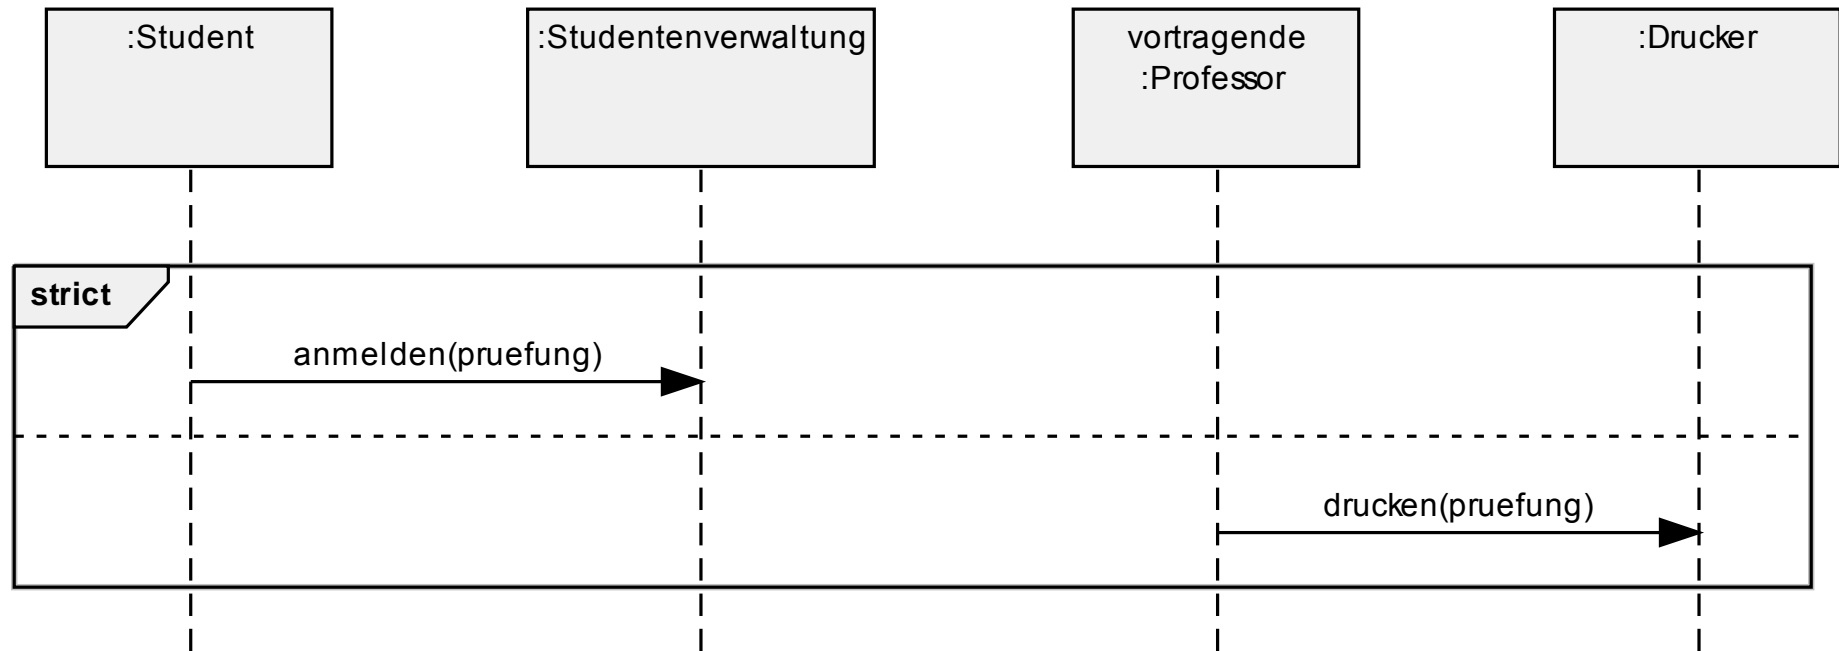 :Student
:Studentenverwaltung
vortragende
:Professor
:Drucker
strict
anmelden(pruefung)
drucken(pruefung)